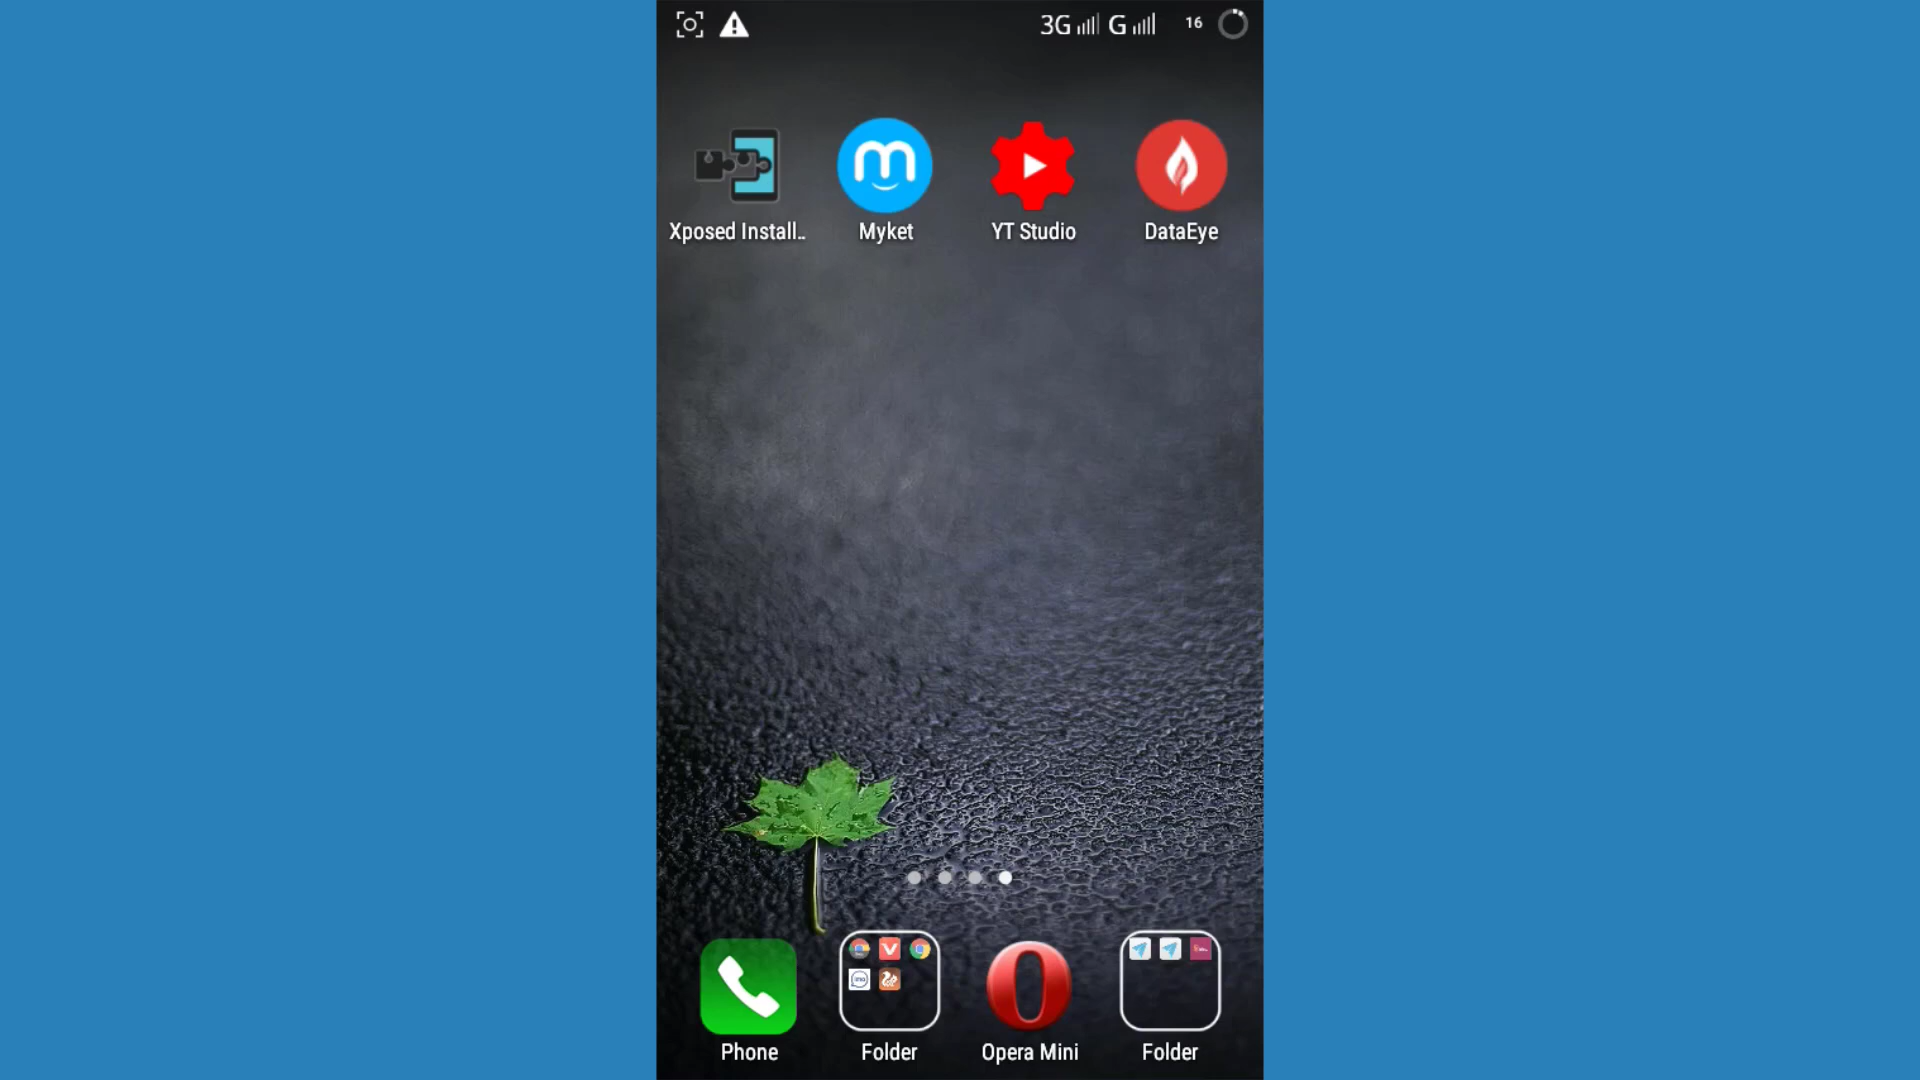 3G G 16
Xposed Install.. Myket YT Studio DataEye
Phone Folder Opera Mini Folder